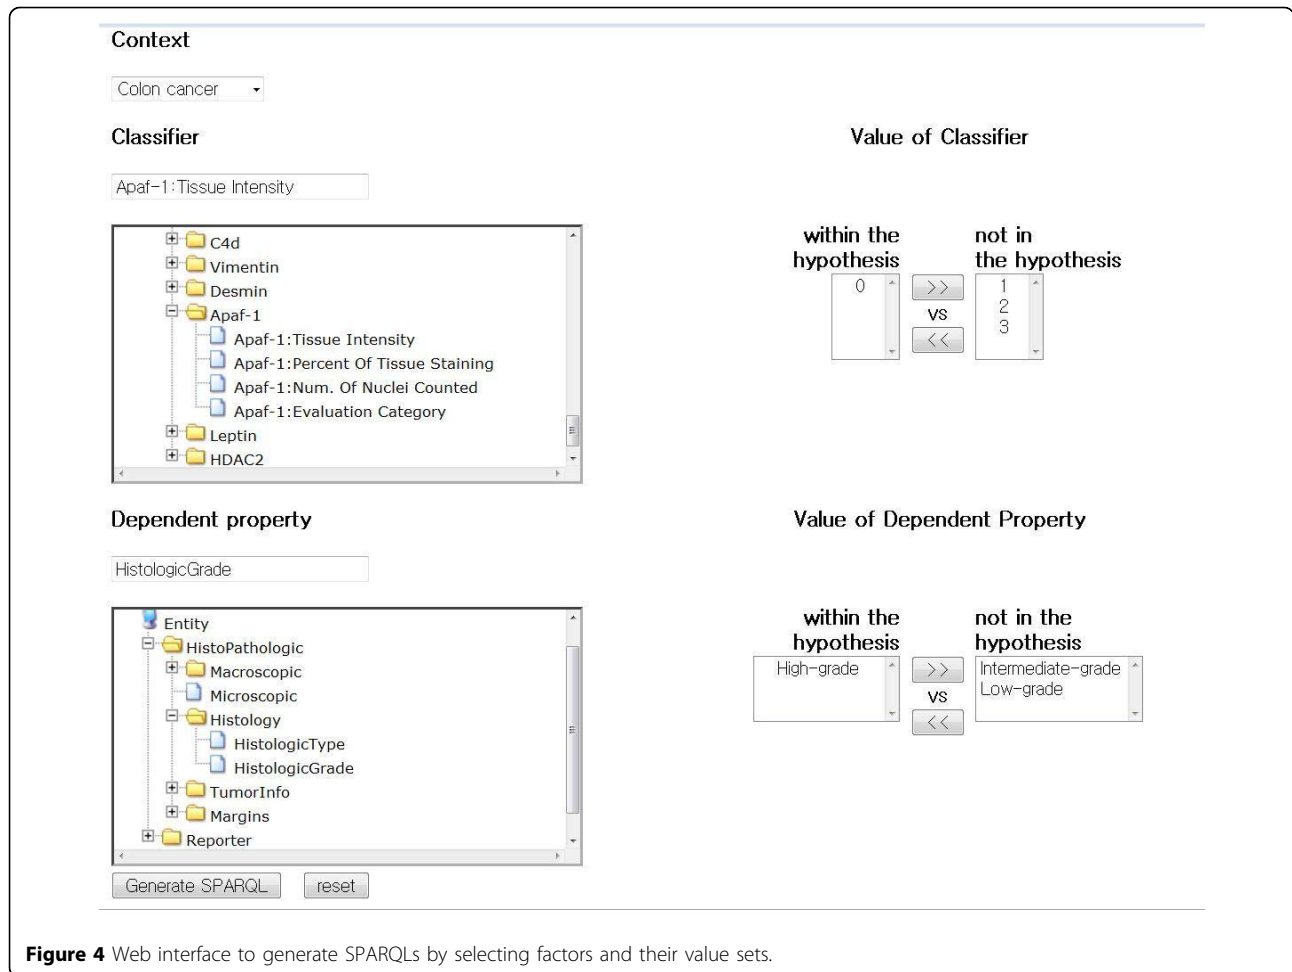 Context
Colon cancer
Classifier
Value of Classifier
Apaf-1:Tissue Intensity
C4d
Vimentin
Desmin
Apaf-1
Apaf-1:Tissue Intensity
Apaf-1:Percent Of Tissue Staining
Apaf-1:Num. Of Nuclei Counted
Apaf-1:Evaluation Category
Leptin
HDAC2
within the
hypothesis
not in
the hypothesis
0
>>
vs
<<
1
2
3
Dependent property
Value of Dependent Property
HistologicGrade
Entity
HistoPathologic
Macroscopic
Microscopic
Histology
HistologicType
HistologicGrade
TumorInfo
Margins
Reporter
within the
hypothesis
not in the
hypothesis
High-grade
>>
vs
<<
Intermediate-grade
Low-grade
Generate SPARQL
reset
Figure 4 Web interface to generate SPARQLs by selecting factors and their value sets.